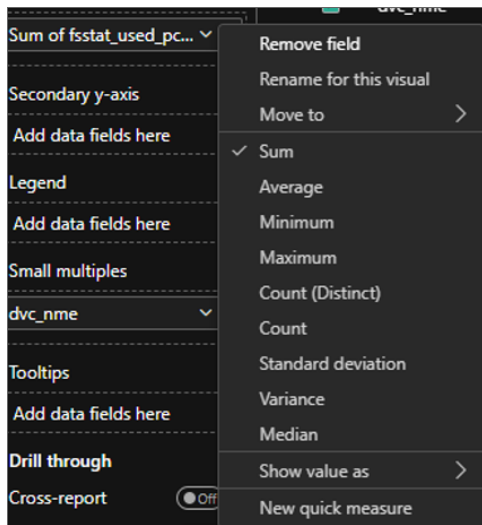 dvc_nme
Sum of fsstat_used_pc...
Secondary y-axis
Add data fields here
Legend
Add data fields here
Small multiples
dvc_nme
Tooltips
Add data fields here
Drill through
Cross-report
Off
Remove field
Rename for this visual
Move to
Sum
Average
Minimum
Maximum
Count (Distinct)
Count
Standard deviation
Variance
Median
Show value as
New quick measure